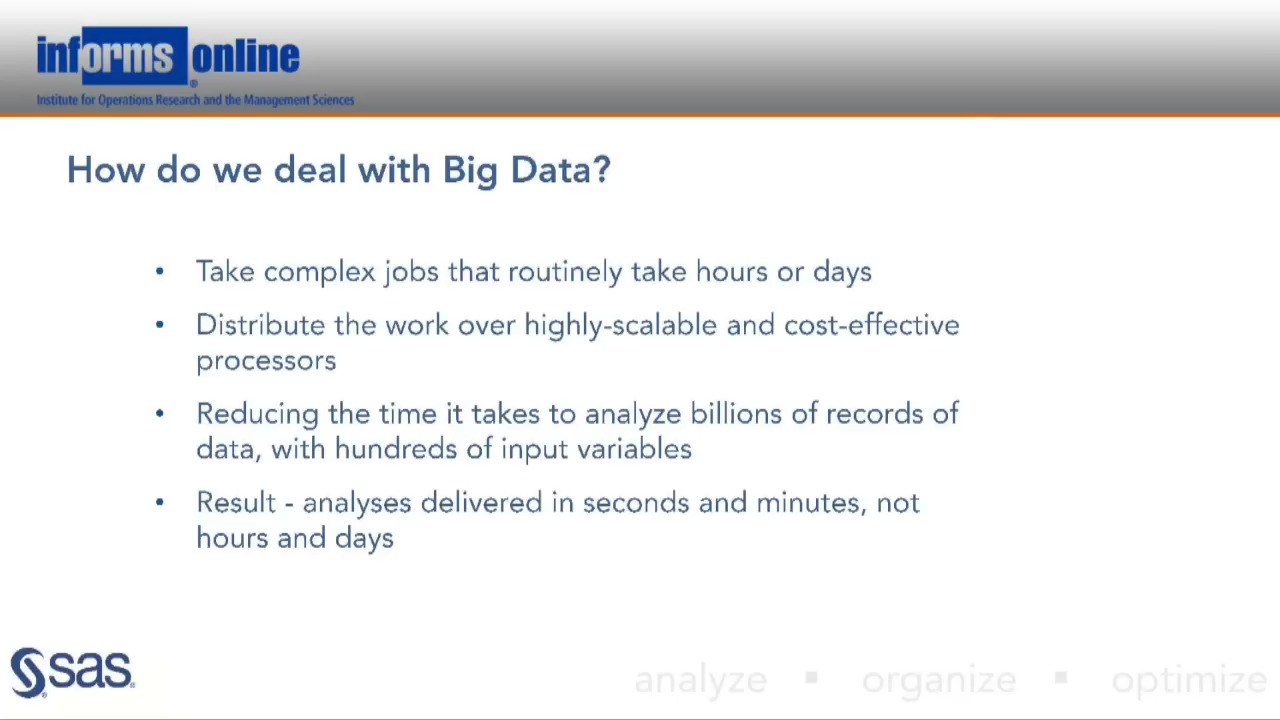 informs online
Institute for Operations Research and the Management Sciences
How do we deal with Big Data?
• Take complex jobs that routinely take hours or days
• Distribute the work over highly-scalable and cost-effective
processors
• Reducing the time it takes to analyze billions of records of
data, with hundreds of input variables
• Result - analyses delivered in seconds and minutes, not
hours and days
sas
analyze ▪ organize ▪ optimize